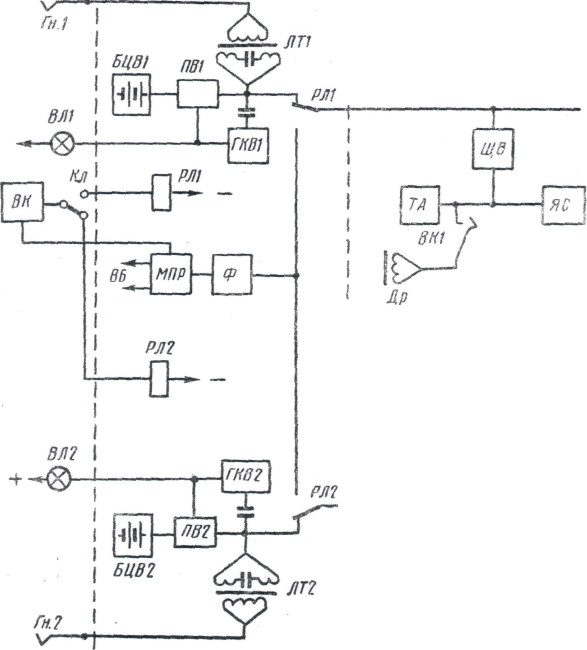 Гн.1
ЛТ1
БЦВ1
ПВ1
РЛ1
ВЛ1
ГКВ1
ЩВ
КЛ
РЛ1
—
ВК
ТА
ЯС
ВК1
ВБ
МПР
Ф
Др
РЛ2
—
ВЛ2
+
ГКВ2
РЛ2
ПВ2
БЦВ2
ЛТ2
Гн.2